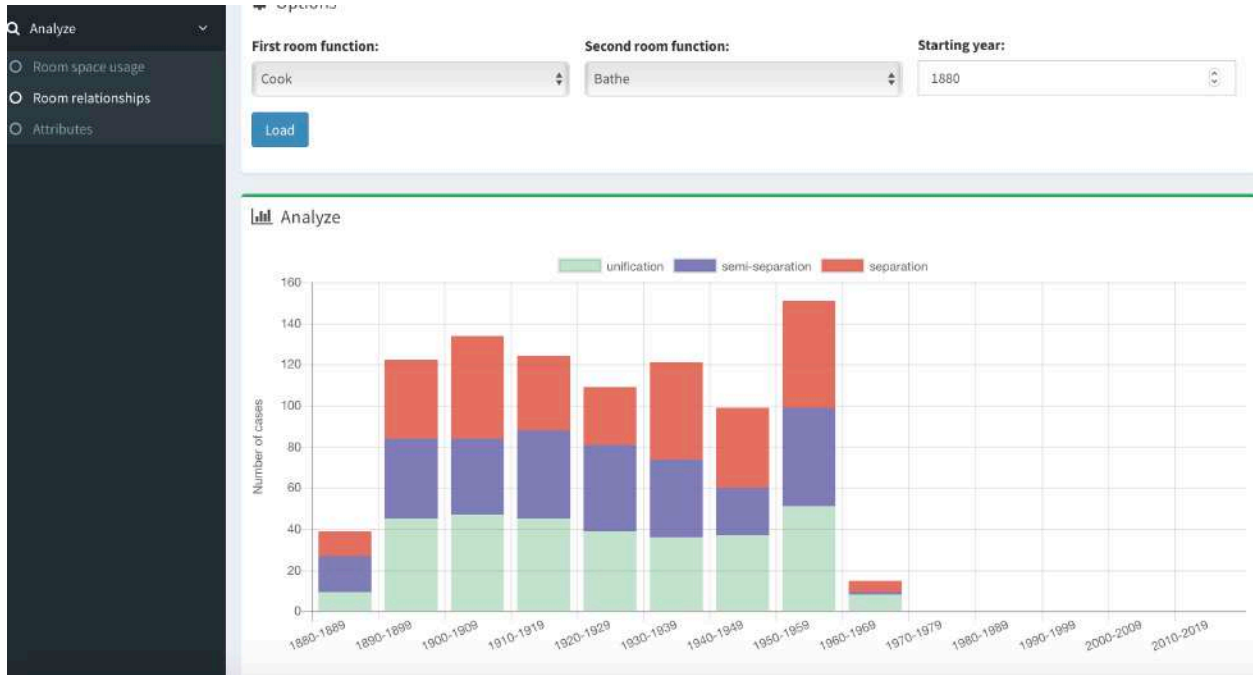 Options
Analyze
Room space usage
Room relationships
Attributes
First room function:
Second room function:
Starting year:
Cook
Bathe
1880
Load
Analyze
unification
semi-separation
separation
Number of cases
160
140
120
100
80
60
40
20
0
1880-1889
1890-1899
1900-1909
1910-1919
1920-1929
1930-1939
1940-1949
1950-1959
1960-1969
1970-1979
1980-1989
1990-1999
2000-2009
2010-2019